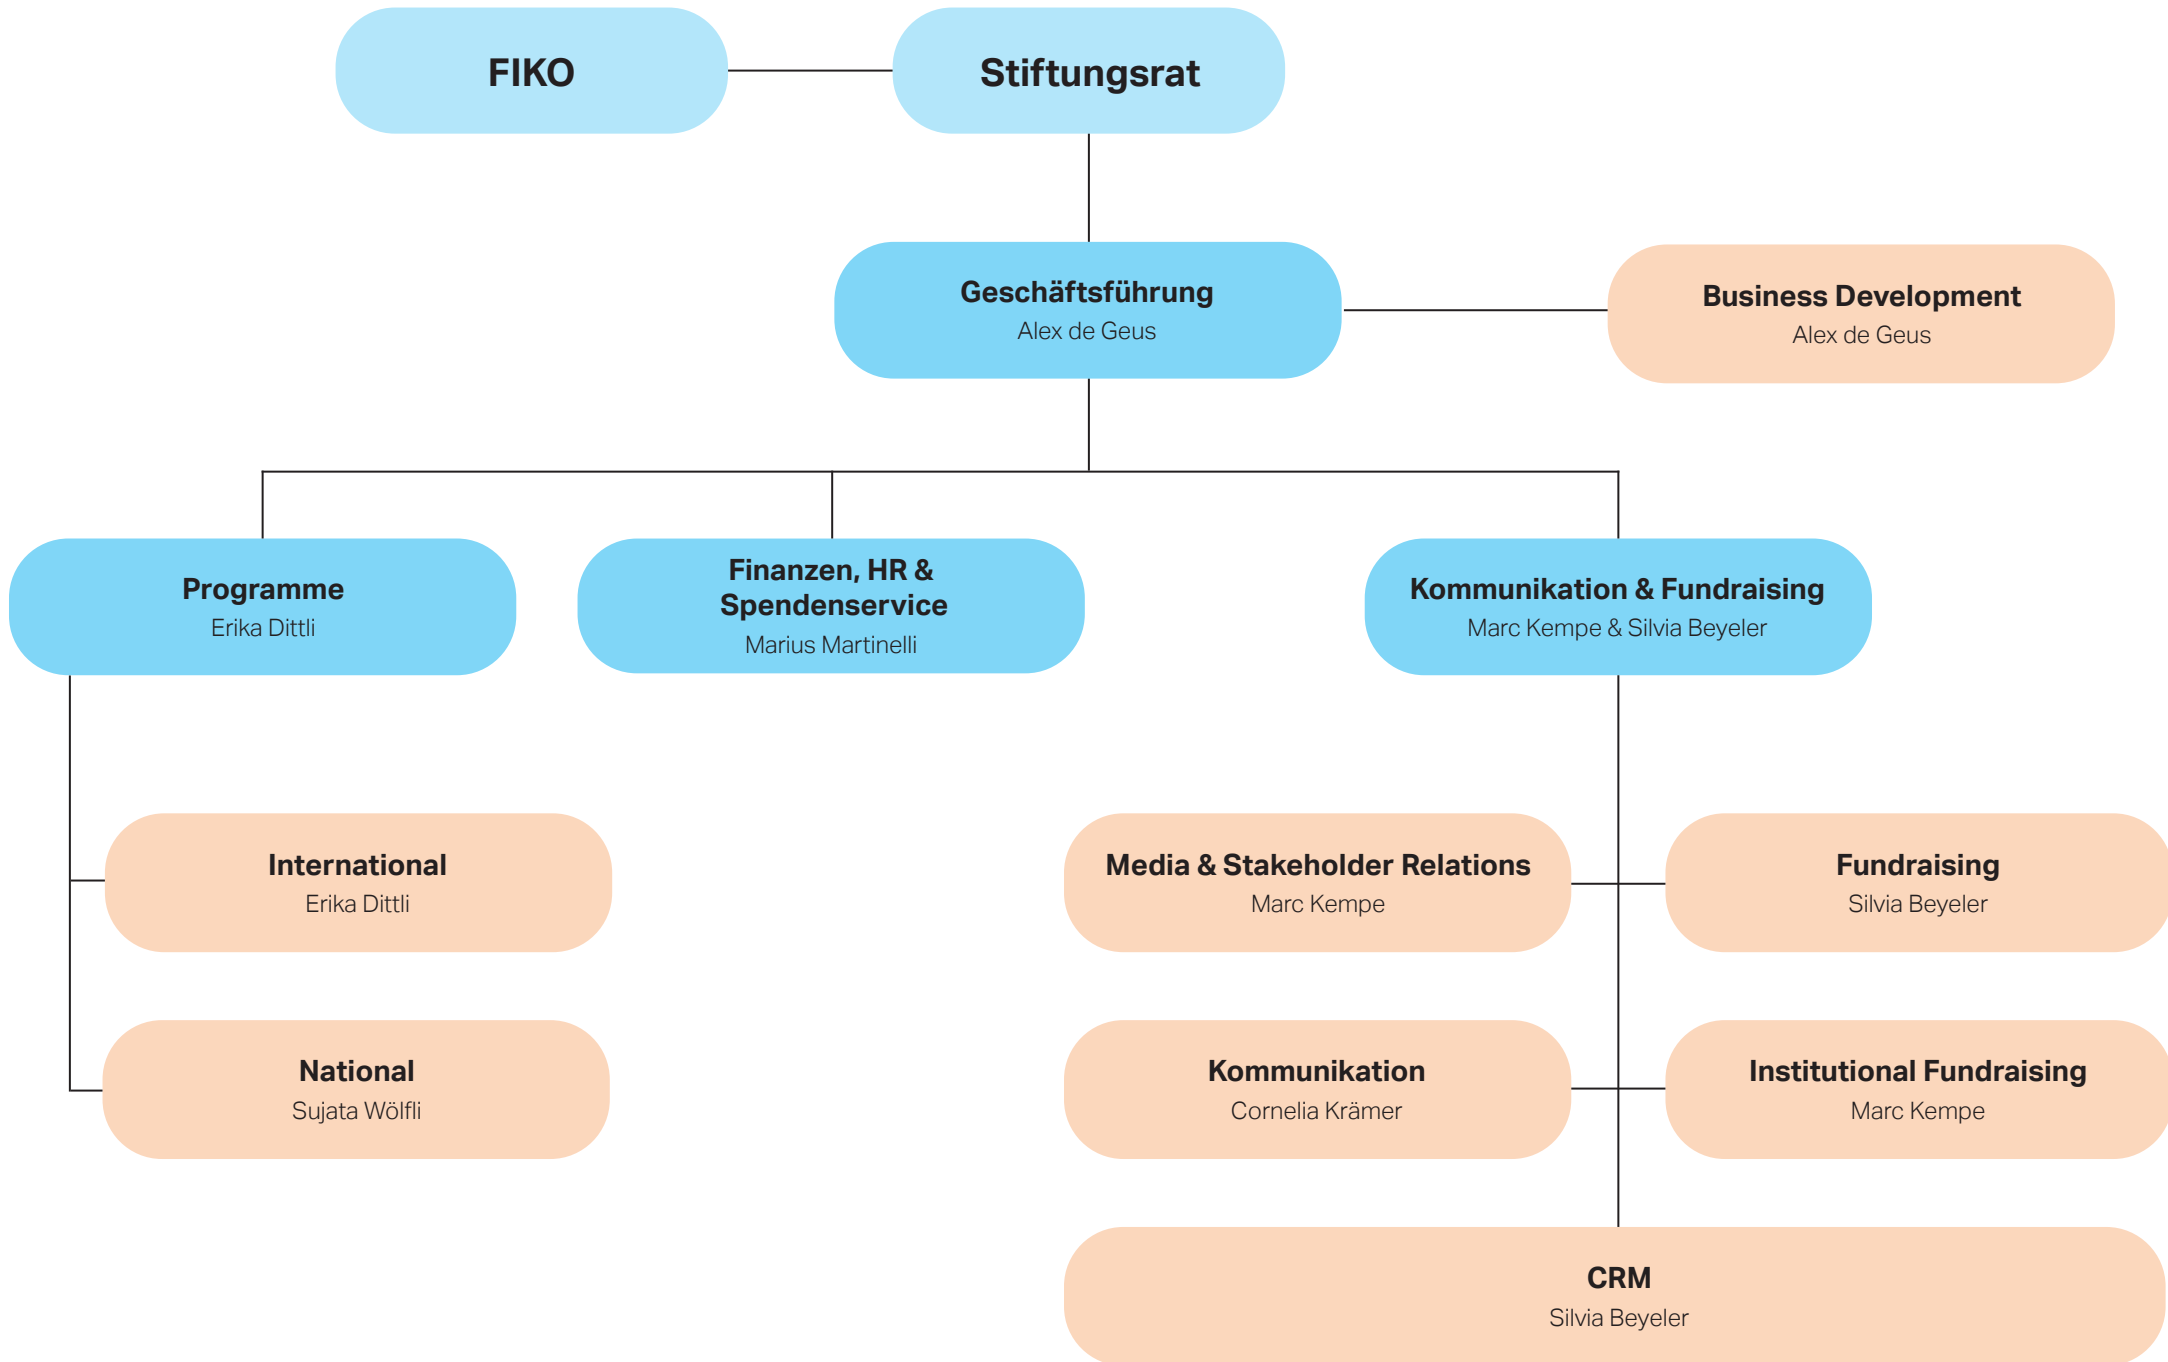 FIKO
Stiftungsrat
Geschäftsführung
Alex de Geus
Business Development
Alex de Geus
Programme
Erika Dittli
Finanzen, HR &
Spendenservice
Marius Martinelli
Kommunikation & Fundraising
Marc Kempe & Silvia Beyeler
International
Erika Dittli
Media & Stakeholder Relations
Marc Kempe
Fundraising
Silvia Beyeler
National
Sujata Wölfli
Kommunikation
Cornelia Krämer
Institutional Fundraising
Marc Kempe
CRM
Silvia Beyeler